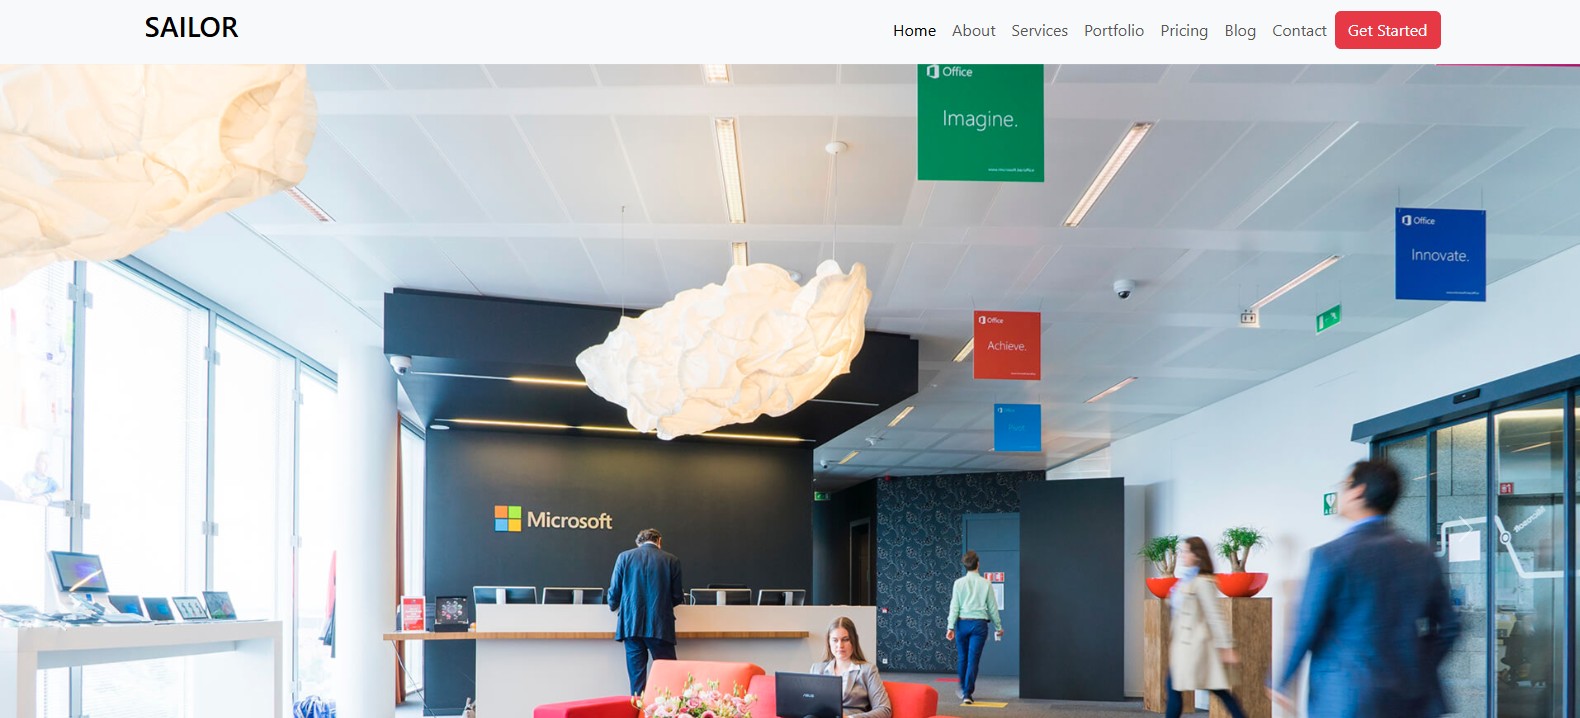 SAILOR
Home About Services Portfolio Pricing Blog Contact Get Started
Office
Imagine.
Office
Innovate.
Office
Achieve.
Microsoft